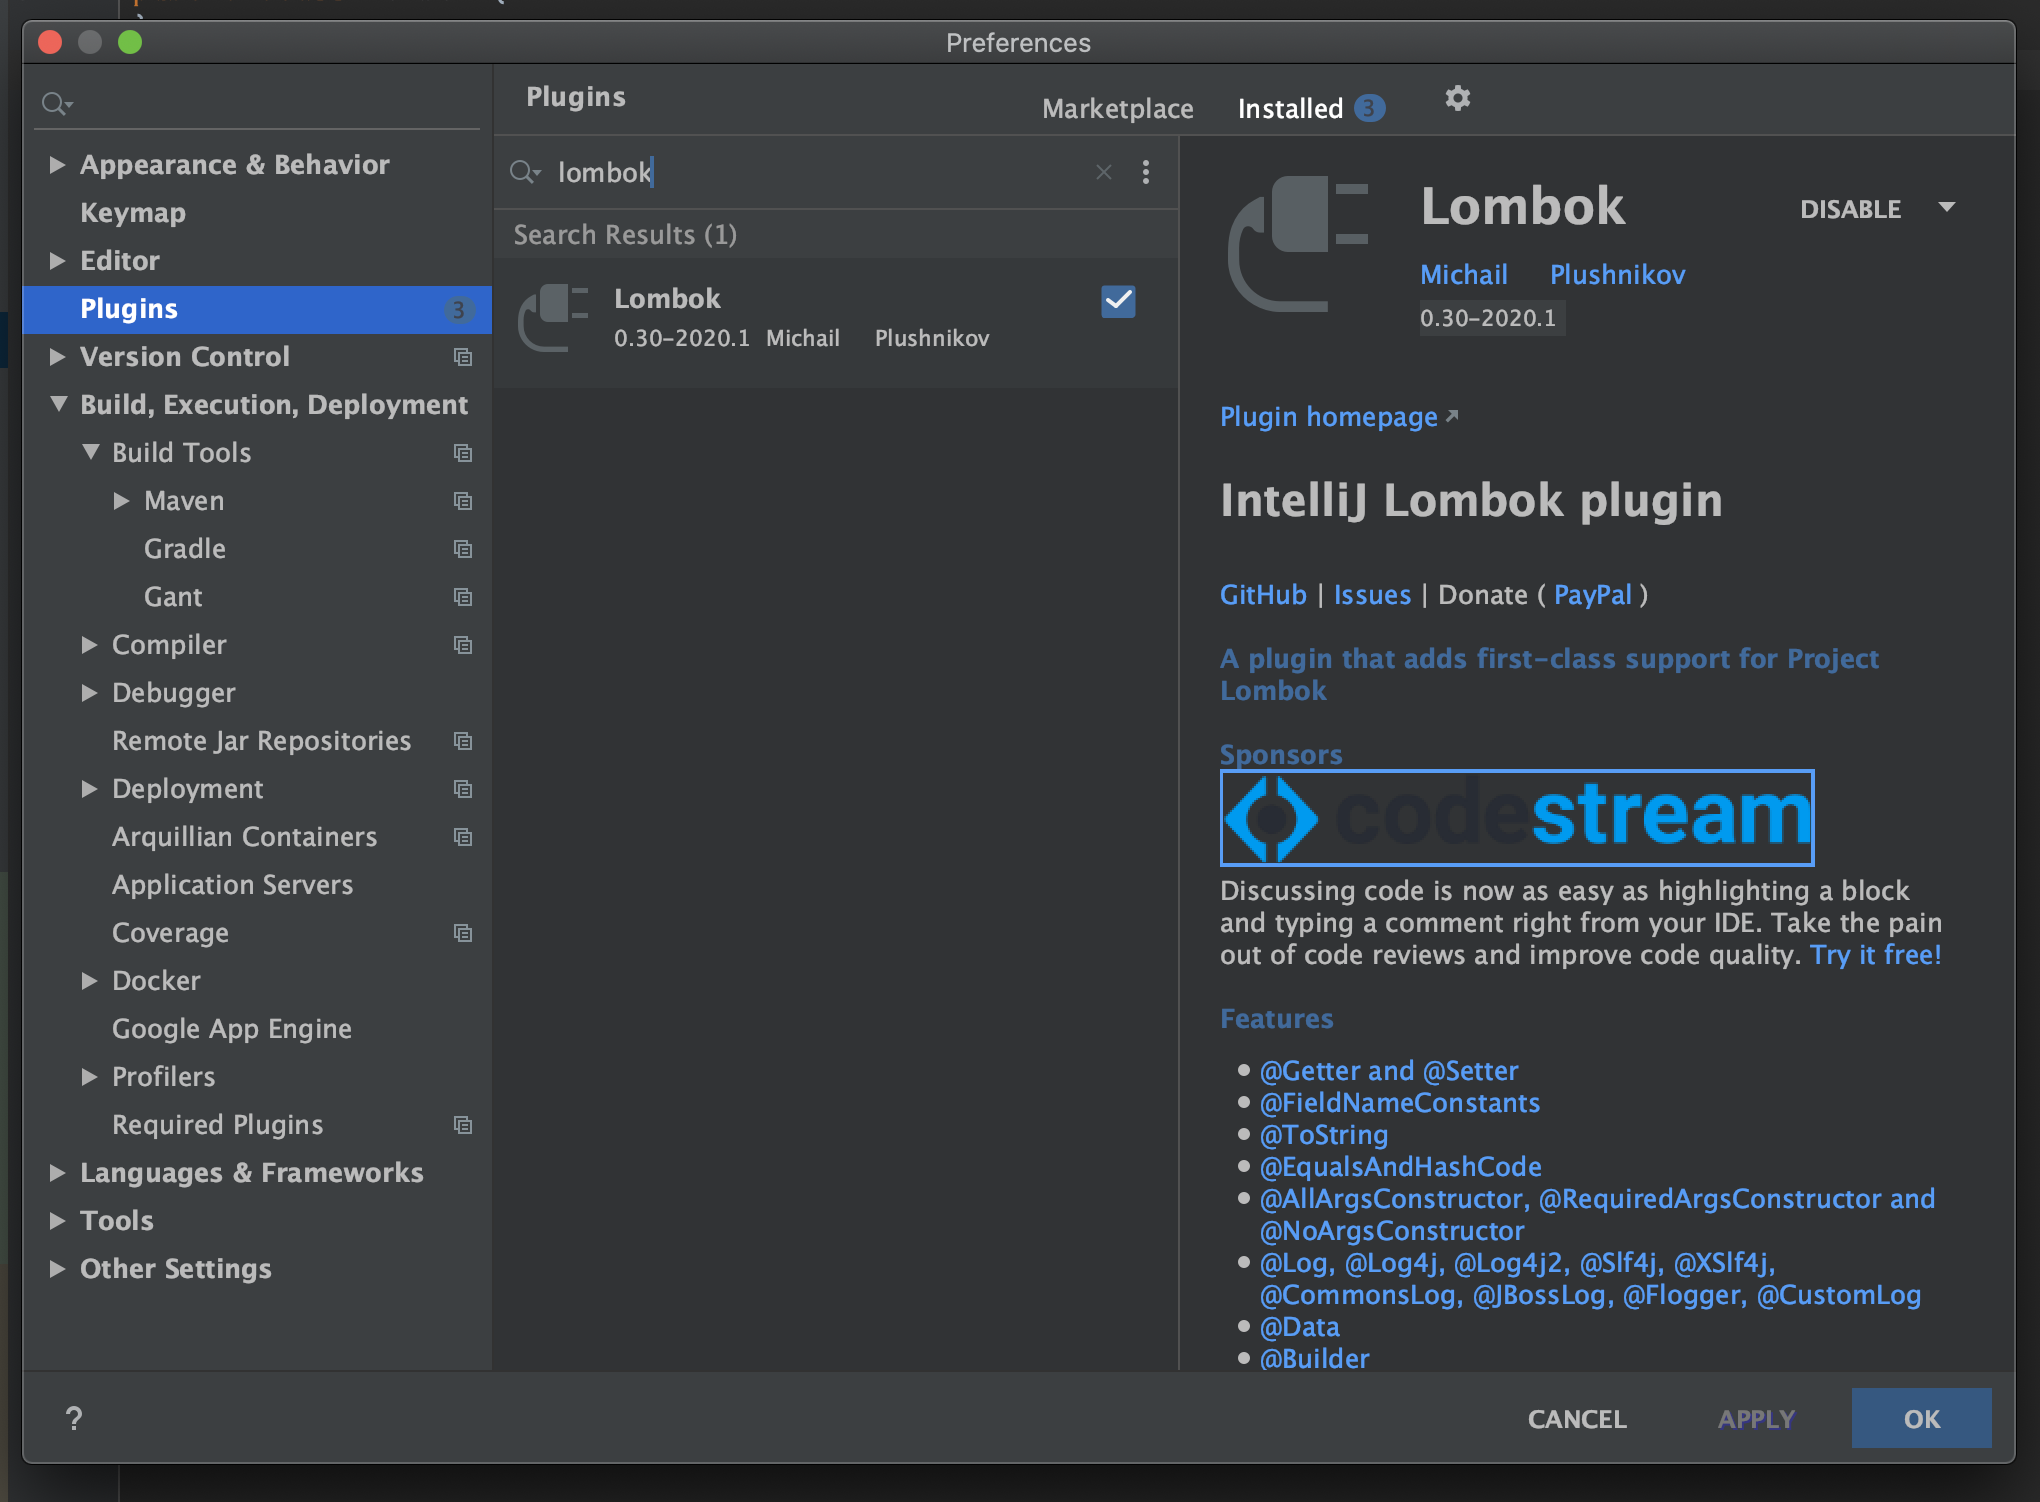 Preferences
Appearance & Behavior
Keymap
Editor
Plugins 3
Version Control
Build, Execution, Deployment
Build Tools
Maven
Gradle
Gant
Compiler
Debugger
Remote Jar Repositories
Deployment
Arquillian Containers
Application Servers
Coverage
Docker
Google App Engine
Profilers
Required Plugins
Languages & Frameworks
Tools
Other Settings
Plugins
Marketplace Installed 3
lombok
Search Results (1)
Lombok
0.30-2020.1 Michail Plushnikov
Lombok
DISABLE
Michail Plushnikov
0.30-2020.1
Plugin homepage
IntelliJ Lombok plugin
GitHub | Issues | Donate ( PayPal )
A plugin that adds first-class support for Project
Lombok
Sponsors
codestream
Discussing code is now as easy as highlighting a block
and typing a comment right from your IDE. Take the pain
out of code reviews and improve code quality. Try it free!
Features
@Getter and @Setter
@FieldNameConstants
@ToString
@EqualsAndHashCode
@AllArgsConstructor, @RequiredArgsConstructor and
@NoArgsConstructor
@Log, @Log4j, @Log4j2, @Slf4j, @XSlf4j,
@CommonsLog, @JBossLog, @Flogger, @CustomLog
@Data
@Builder
?
CANCEL
APPLY
OK